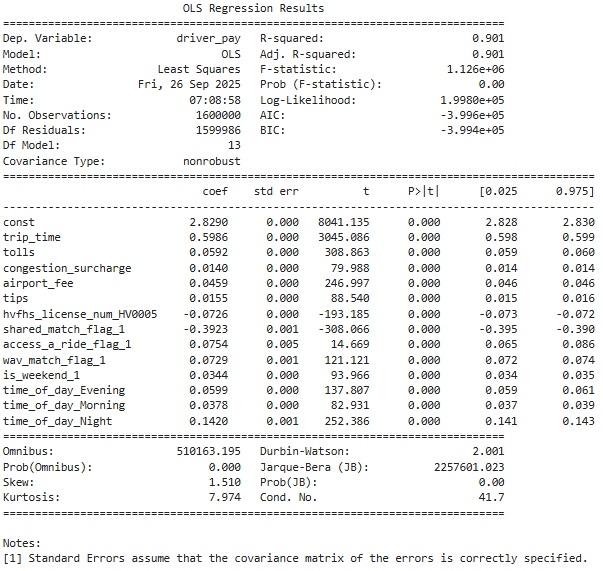 OLS Regression Results
==============================================================================
Dep. Variable:             driver_pay   R-squared:                       0.901
Model:                            OLS   Adj. R-squared:                  0.901
Method:                 Least Squares   F-statistic:                 1.126e+06
Date:                Fri, 26 Sep 2025   Prob (F-statistic):               0.00
Time:                        07:08:58   Log-Likelihood:             1.9980e+05
No. Observations:             1600000   AIC:                        -3.996e+05
Df Residuals:                 1599986   BIC:                        -3.994e+05
Df Model:                          13
Covariance Type:            nonrobust
============================================================================================
coef    std err          t      P>|t|      [0.025      0.975]
--------------------------------------------------------------------------------------------
const                        2.8290      0.000   8041.135      0.000       2.828       2.830
trip_time                    0.5986      0.000   3045.086      0.000       0.598       0.599
tolls                        0.0592      0.000    308.863      0.000       0.059       0.060
congestion_surcharge         0.0140      0.000     79.988      0.000       0.014       0.014
airport_fee                  0.0459      0.000    246.997      0.000       0.046       0.046
tips                         0.0155      0.000     88.540      0.000       0.015       0.016
hvfhs_license_num_HV0005    -0.0726      0.000   -193.185      0.000      -0.073      -0.072
shared_match_flag_1         -0.3923      0.001   -308.066      0.000      -0.395      -0.390
access_a_ride_flag_1         0.0754      0.005     14.669      0.000       0.065       0.086
wav_match_flag_1             0.0729      0.001    121.121      0.000       0.072       0.074
is_weekend_1                 0.0344      0.000     93.966      0.000       0.034       0.035
time_of_day_Evening          0.0599      0.000    137.807      0.000       0.059       0.061
time_of_day_Morning          0.0378      0.000     82.931      0.000       0.037       0.039
time_of_day_Night            0.1420      0.001    252.386      0.000       0.141       0.143
==============================================================================
Omnibus:                   510163.195   Durbin-Watson:                   2.001
Prob(Omnibus):                  0.000   Jarque-Bera (JB):          2257601.023
Skew:                           1.510   Prob(JB):                         0.00
Kurtosis:                       7.974   Cond. No.                         41.7
==============================================================================
Notes:
[1] Standard Errors assume that the covariance matrix of the errors is correctly specified.